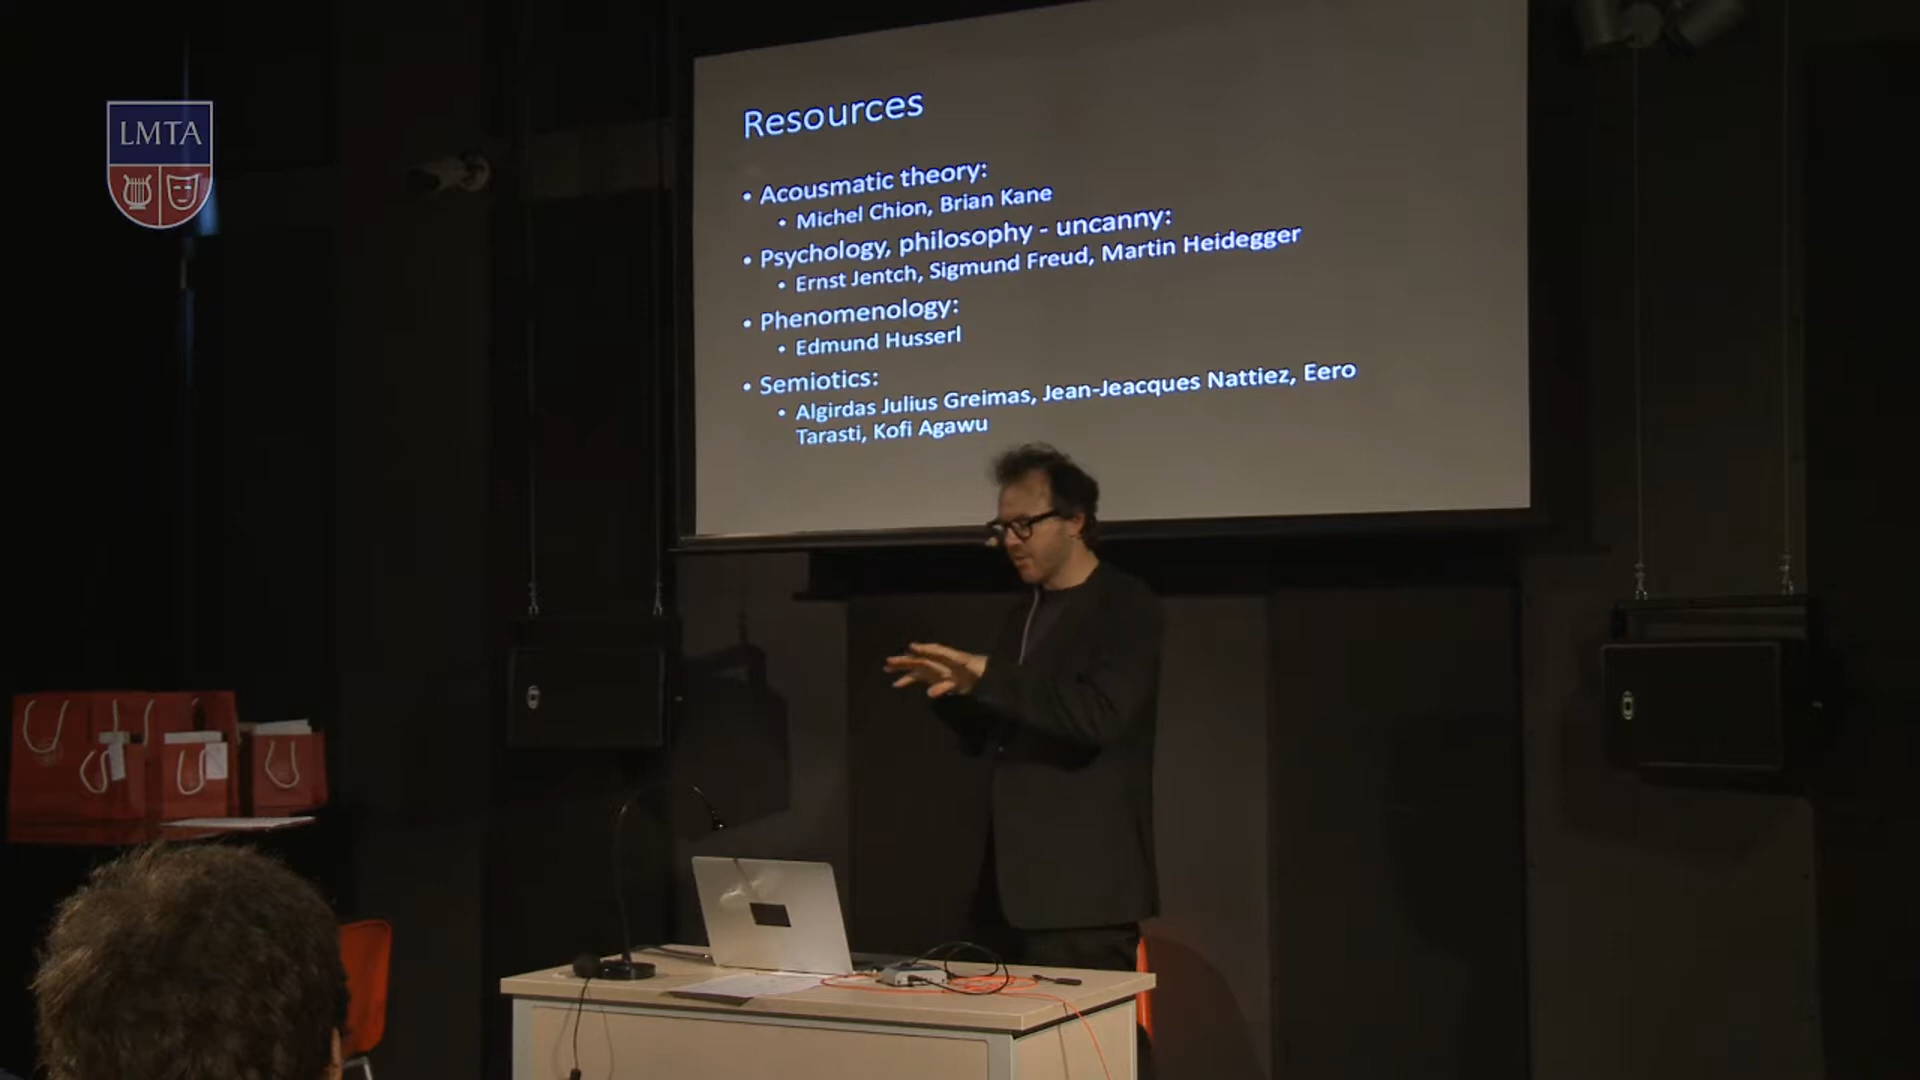 LMTA
Resources
• Acousmatic theory:
• Michel Chion, Brian Kane
• Psychology, philosophy - uncanny:
• Ernst Jentch, Sigmund Freud, Martin Heidegger
• Phenomenology:
• Edmund Husserl
• Semiotics:
• Algirdas Julius Greimas, Jean-Jeacques Nattiez, Eero
Tarasti, Kofi Agawu